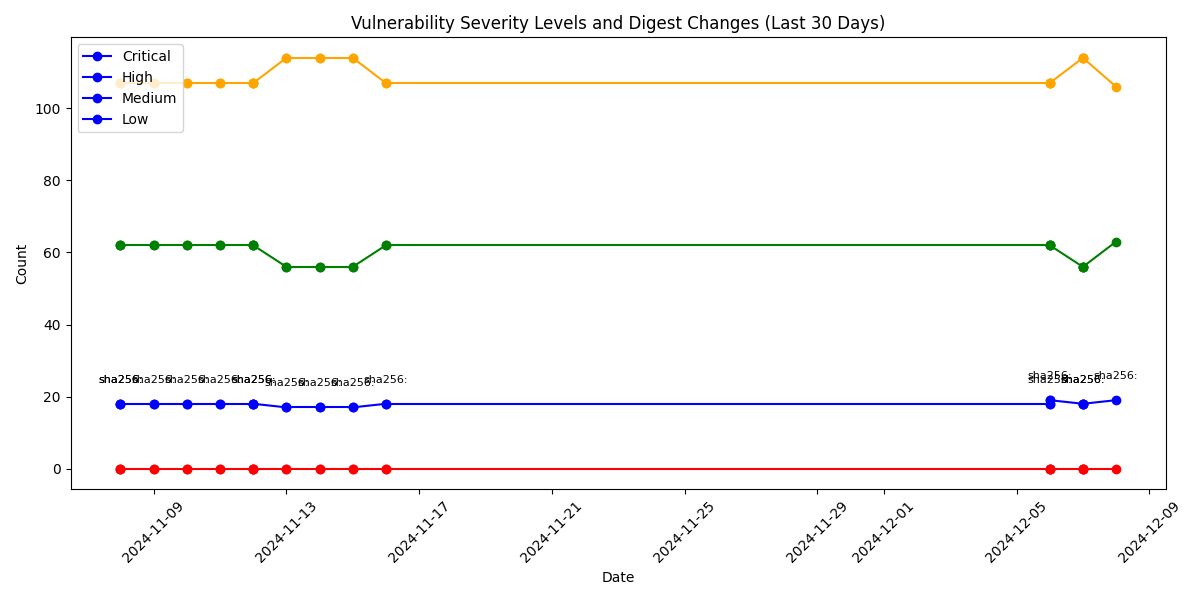 Vulnerability Severity Levels and Digest Changes (Last 30 Days)
Critical
High
Medium
Low
100
80
60
40
20
0
Count
sha256:
sha256:
sha256:
sha256:
sha256:
sha256:
sha256:
sha256:
sha256:
sha256:
sha256:
sha256:
sha256:
2024-11-09
2024-11-13
2024-11-17
2024-11-21
2024-11-25
2024-11-29
2024-12-01
2024-12-05
2024-12-09
Date